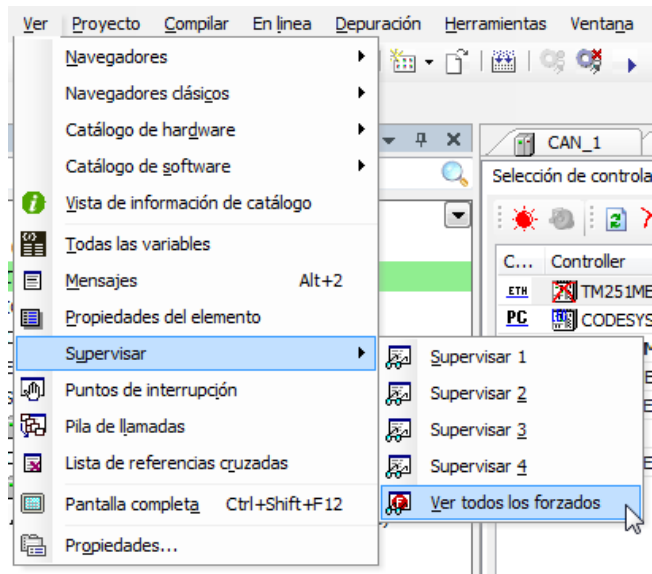 Ver Proyecto Compilar En linea Depuración Herramientas Ventana
Navegadores
Navegadores clásicos
Catálogo de hardware
Catálogo de software
Vista de información de catálogo
Todas las variables
Mensajes Alt+2
Propiedades del elemento
Supervisar
Puntos de interrupción
Pila de llamadas
Lista de referencias cruzadas
Pantalla completa Ctrl+Shift+F12
Propiedades...
Supervisar 1
Supervisar 2
Supervisar 3
Supervisar 4
Ver todos los forzados
CAN_1
Selección de controla
C... Controller
ETH TM251ME
PC CODESYS